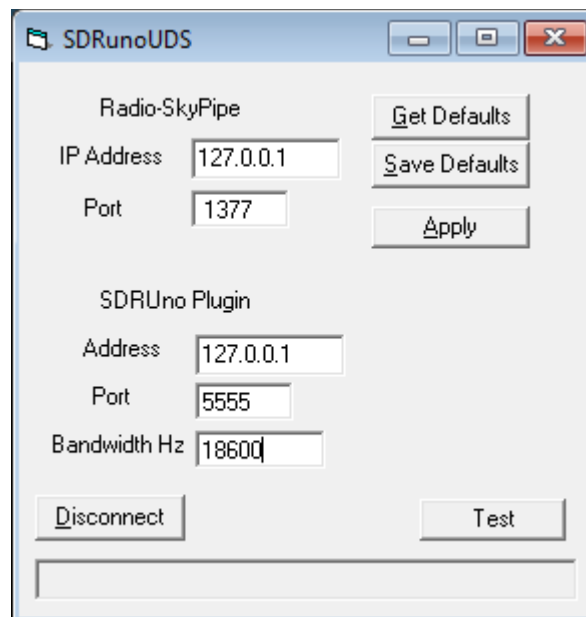 SDRunoUDS
Radio-SkyPipe
Get Defaults
IP Address 127.0.0.1
Save Defaults
Port 1377
Apply
SDRUno Plugin
Address 127.0.0.1
Port 5555
Bandwidth Hz 18600
Disconnect Test